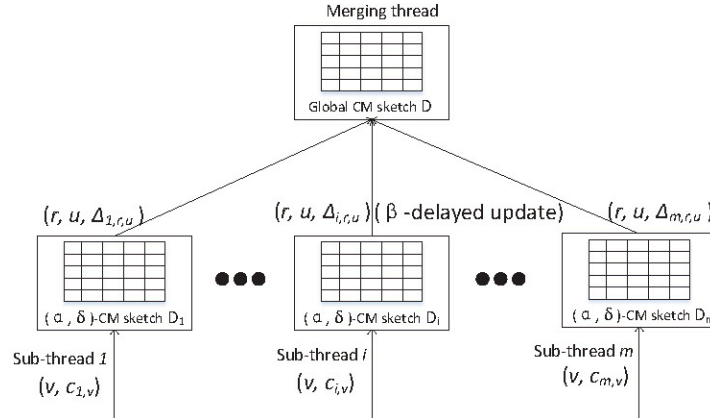 Merging thread
Global CM sketch D
(r, u, Δ1,r,u)
(r, u, Δi,r,u) (β-delayed update)
(r, u, Δm,r,u)
(α, δ)-CM sketch D1
(α, δ)-CM sketch Di
(α, δ)-CM sketch Dm
Sub-thread 1
Sub-thread i
Sub-thread m
(v, c1,v)
(v, ci,v)
(v, cm,v)